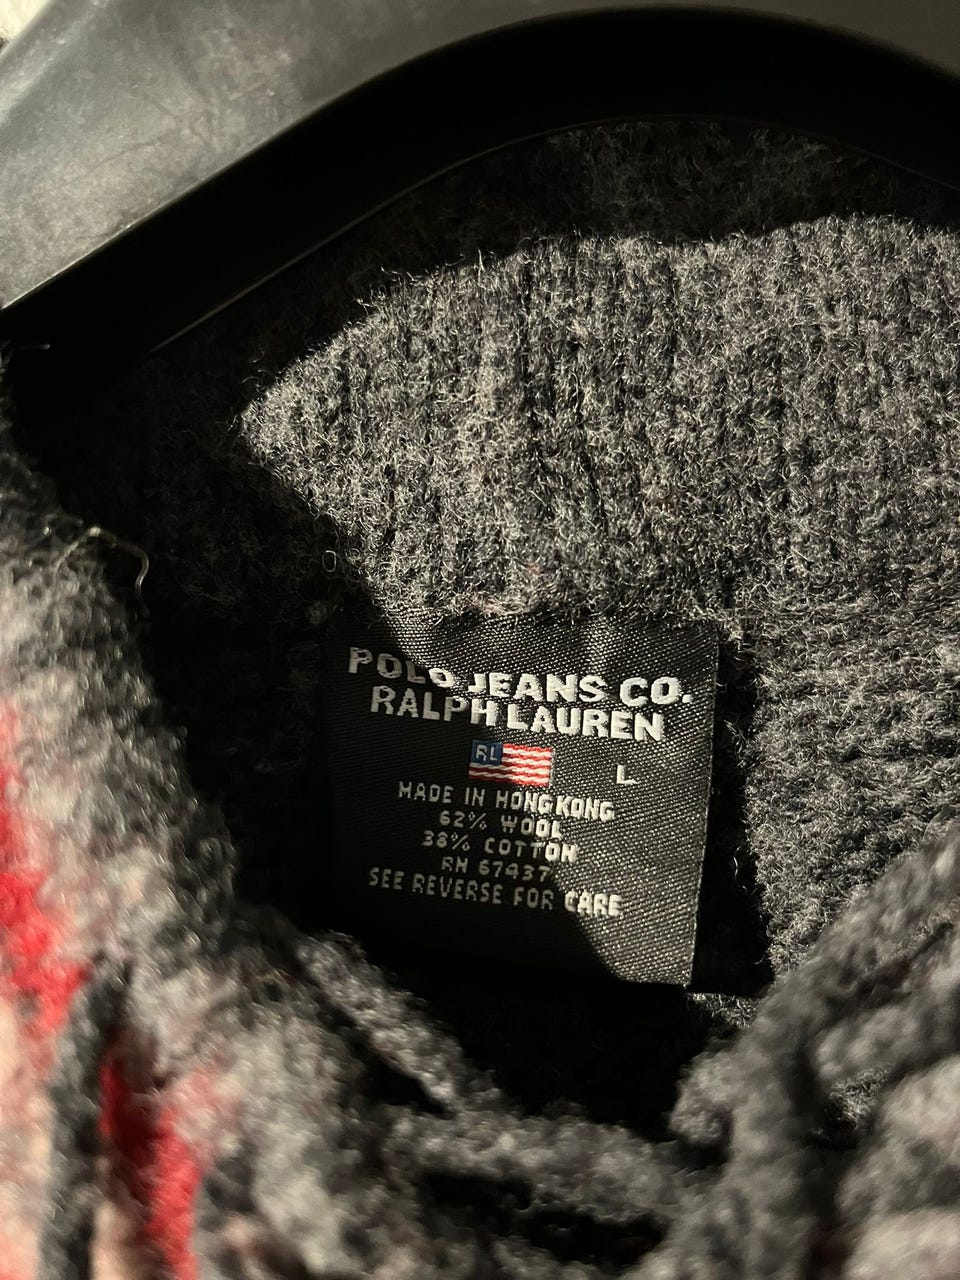 POLO JEANS CO.
RALPH LAUREN
RL
L
MADE IN HONG KONG
62% WOOL
38% COTTON
RN 67437
SEE REVERSE FOR CARE